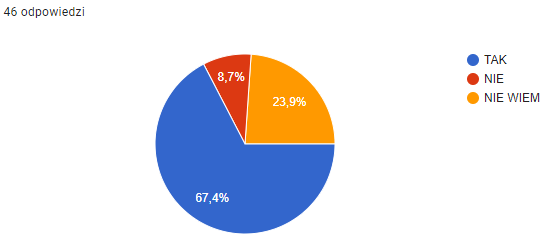 46 odpowiedzi
TAK
NIE
NIE WIEM
8,7%
23,9%
67,4%